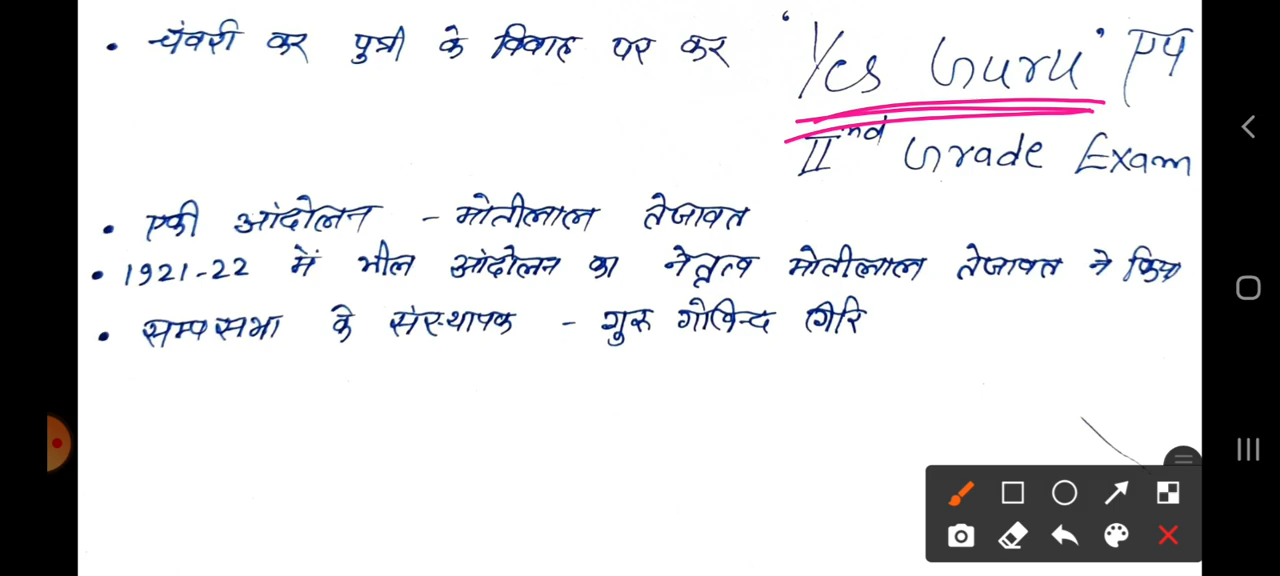 • चंवरी कर पुत्री के विवाह पर कर
'Yes Guru' एप
IInd Grade Exam
• एकी आंदोलन - मोतीलाल तेजावत
• 1921-22 में भील आंदोलन का नेतृत्व मोतीलाल तेजावत ने किया
• सम्पसभा के संस्थापक - गुरु गोविन्द गिरि